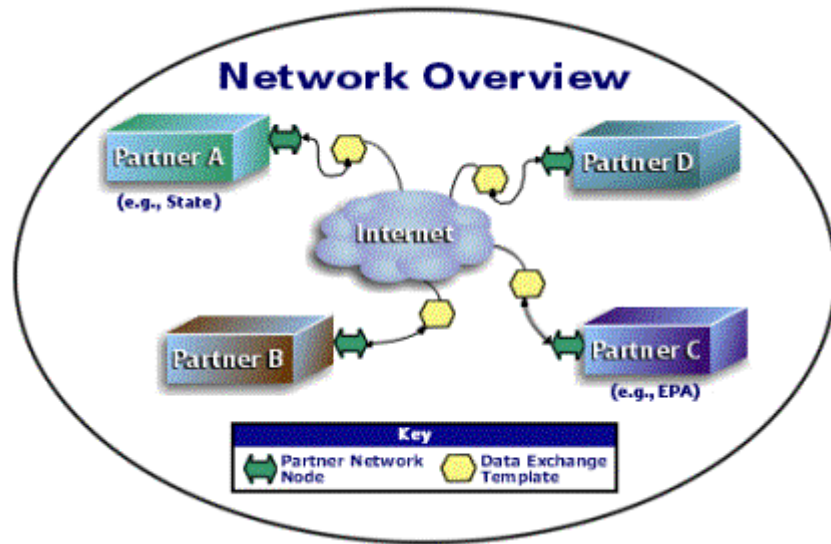 Network Overview
Partner A
(e.g., State)
Partner D
Internet
Partner B
Partner C
(e.g., EPA)
Key
Partner Network
Node
Data Exchange
Template